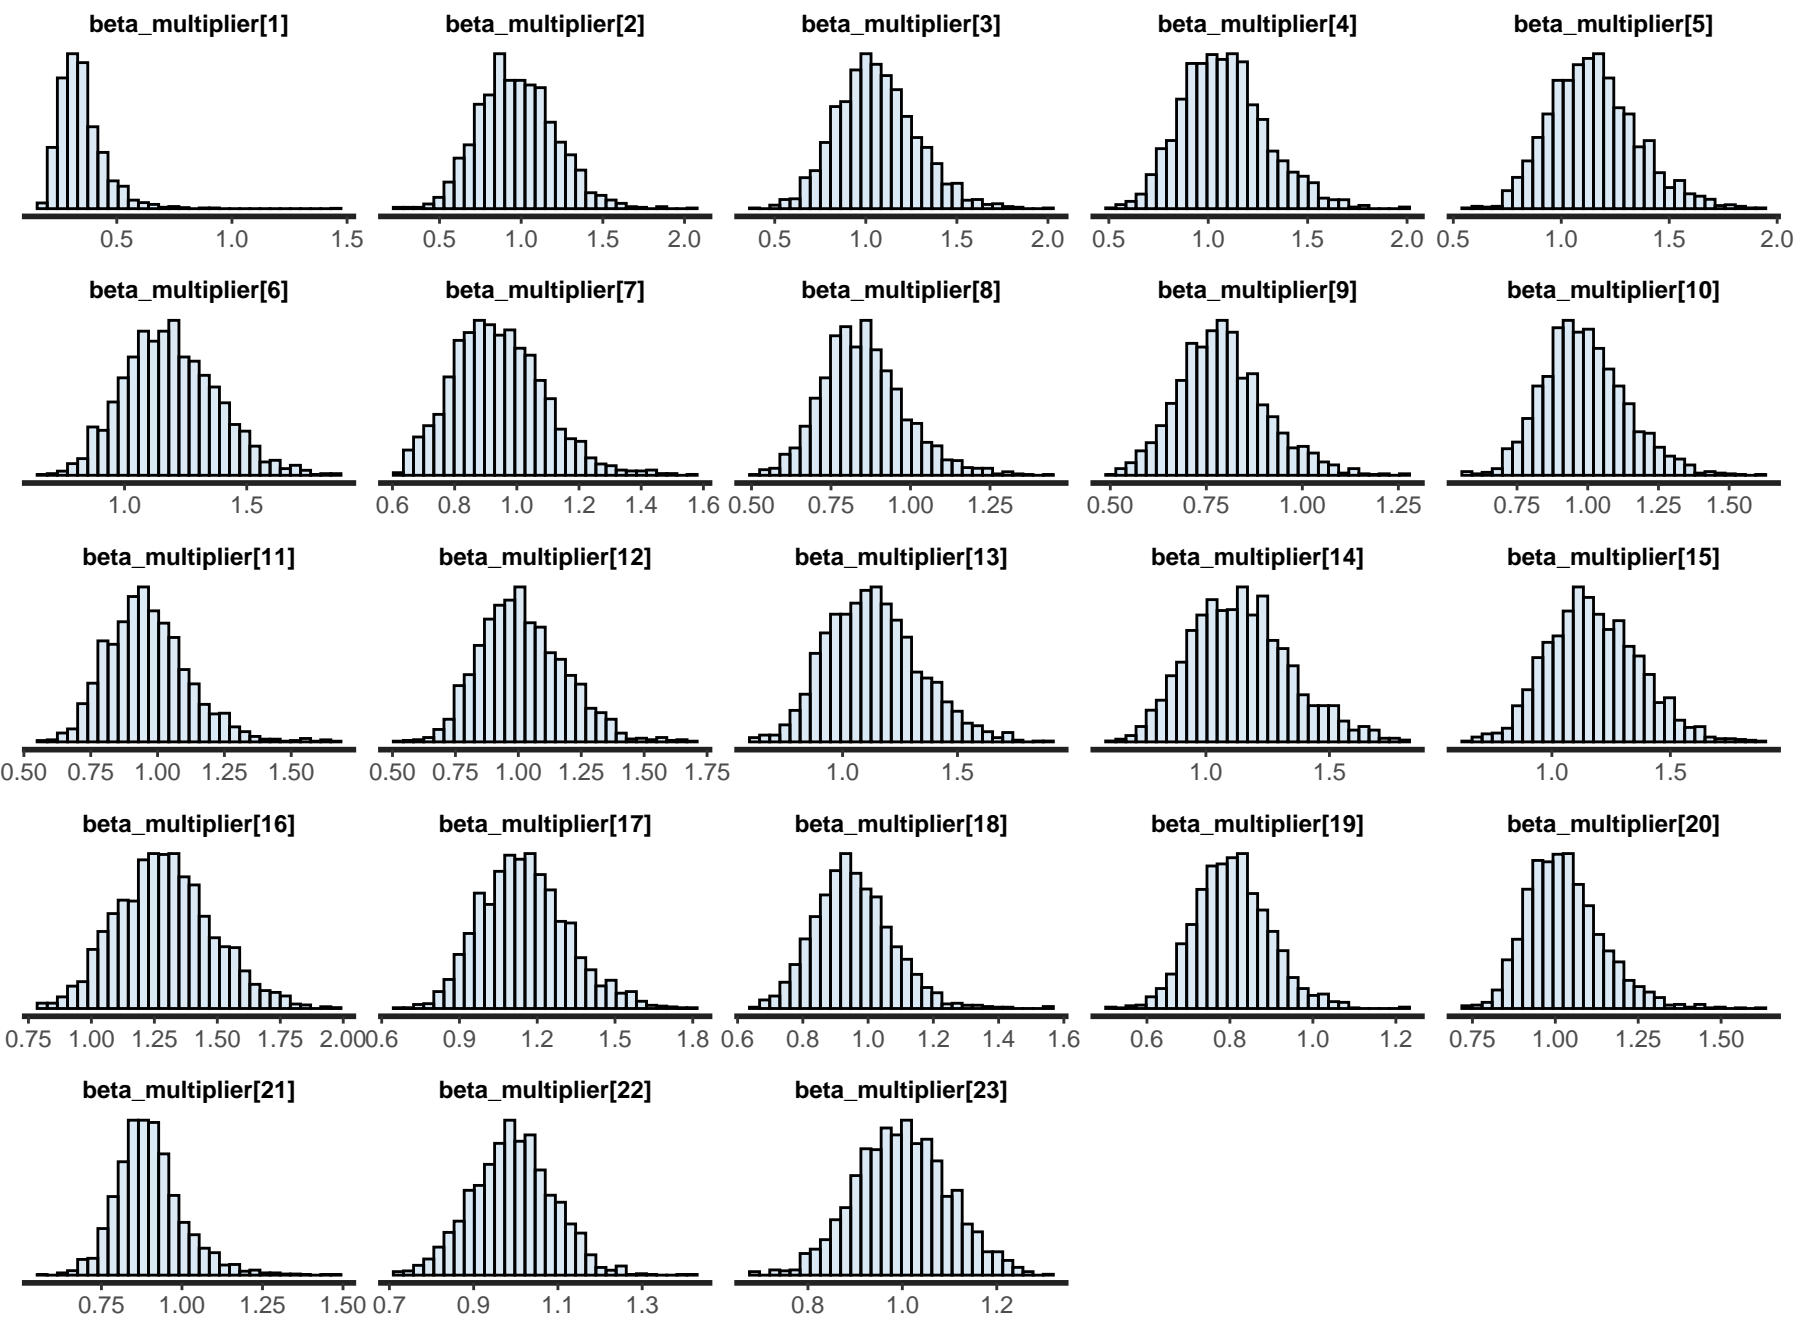 beta_multiplier[1] beta_multiplier[2] beta_multiplier[3] beta_multiplier[4] beta_multiplier[5]
0.5 1.0 1.5 0.5 1.0 1.5 2.0 0.5 1.0 1.5 2.0 0.5 1.0 1.5 2.0 0.5 1.0 1.5 2.0
beta_multiplier[6] beta_multiplier[7] beta_multiplier[8] beta_multiplier[9] beta_multiplier[10]
1.0 1.5 0.6 0.8 1.0 1.2 1.4 1.6 0.50 0.75 1.00 1.25 0.50 0.75 1.00 1.25 0.75 1.00 1.25 1.50
beta_multiplier[11] beta_multiplier[12] beta_multiplier[13] beta_multiplier[14] beta_multiplier[15]
0.50 0.75 1.00 1.25 1.50 0.50 0.75 1.00 1.25 1.50 1.75 1.0 1.5 1.0 1.5 1.0 1.5
beta_multiplier[16] beta_multiplier[17] beta_multiplier[18] beta_multiplier[19] beta_multiplier[20]
0.75 1.00 1.25 1.50 1.75 2.00 0.6 0.9 1.2 1.5 1.8 0.6 0.8 1.0 1.2 1.4 1.6 0.6 0.8 1.0 1.2 0.75 1.00 1.25 1.50
beta_multiplier[21] beta_multiplier[22] beta_multiplier[23]
0.75 1.00 1.25 1.50 0.7 0.9 1.1 1.3 0.8 1.0 1.2